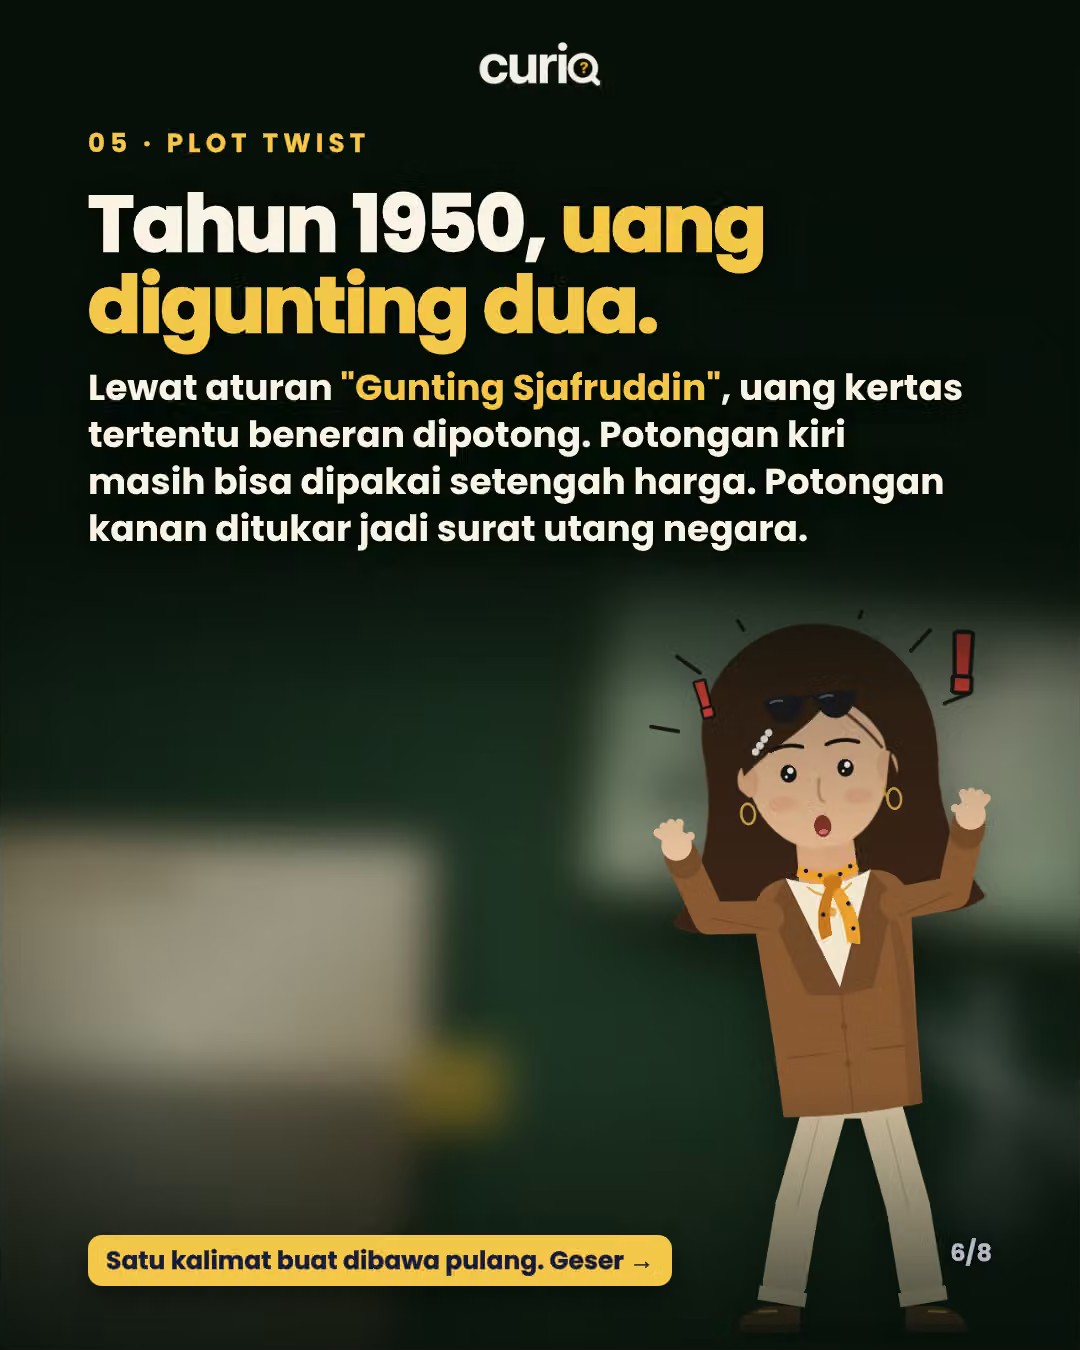 curiQ
05 · PLOT TWIST
Tahun 1950, uang
digunting dua.
Lewat aturan "Gunting Sjafruddin", uang kertas
tertentu beneran dipotong. Potongan kiri
masih bisa dipakai setengah harga. Potongan
kanan ditukar jadi surat utang negara.
Satu kalimat buat dibawa pulang. Geser →
6/8